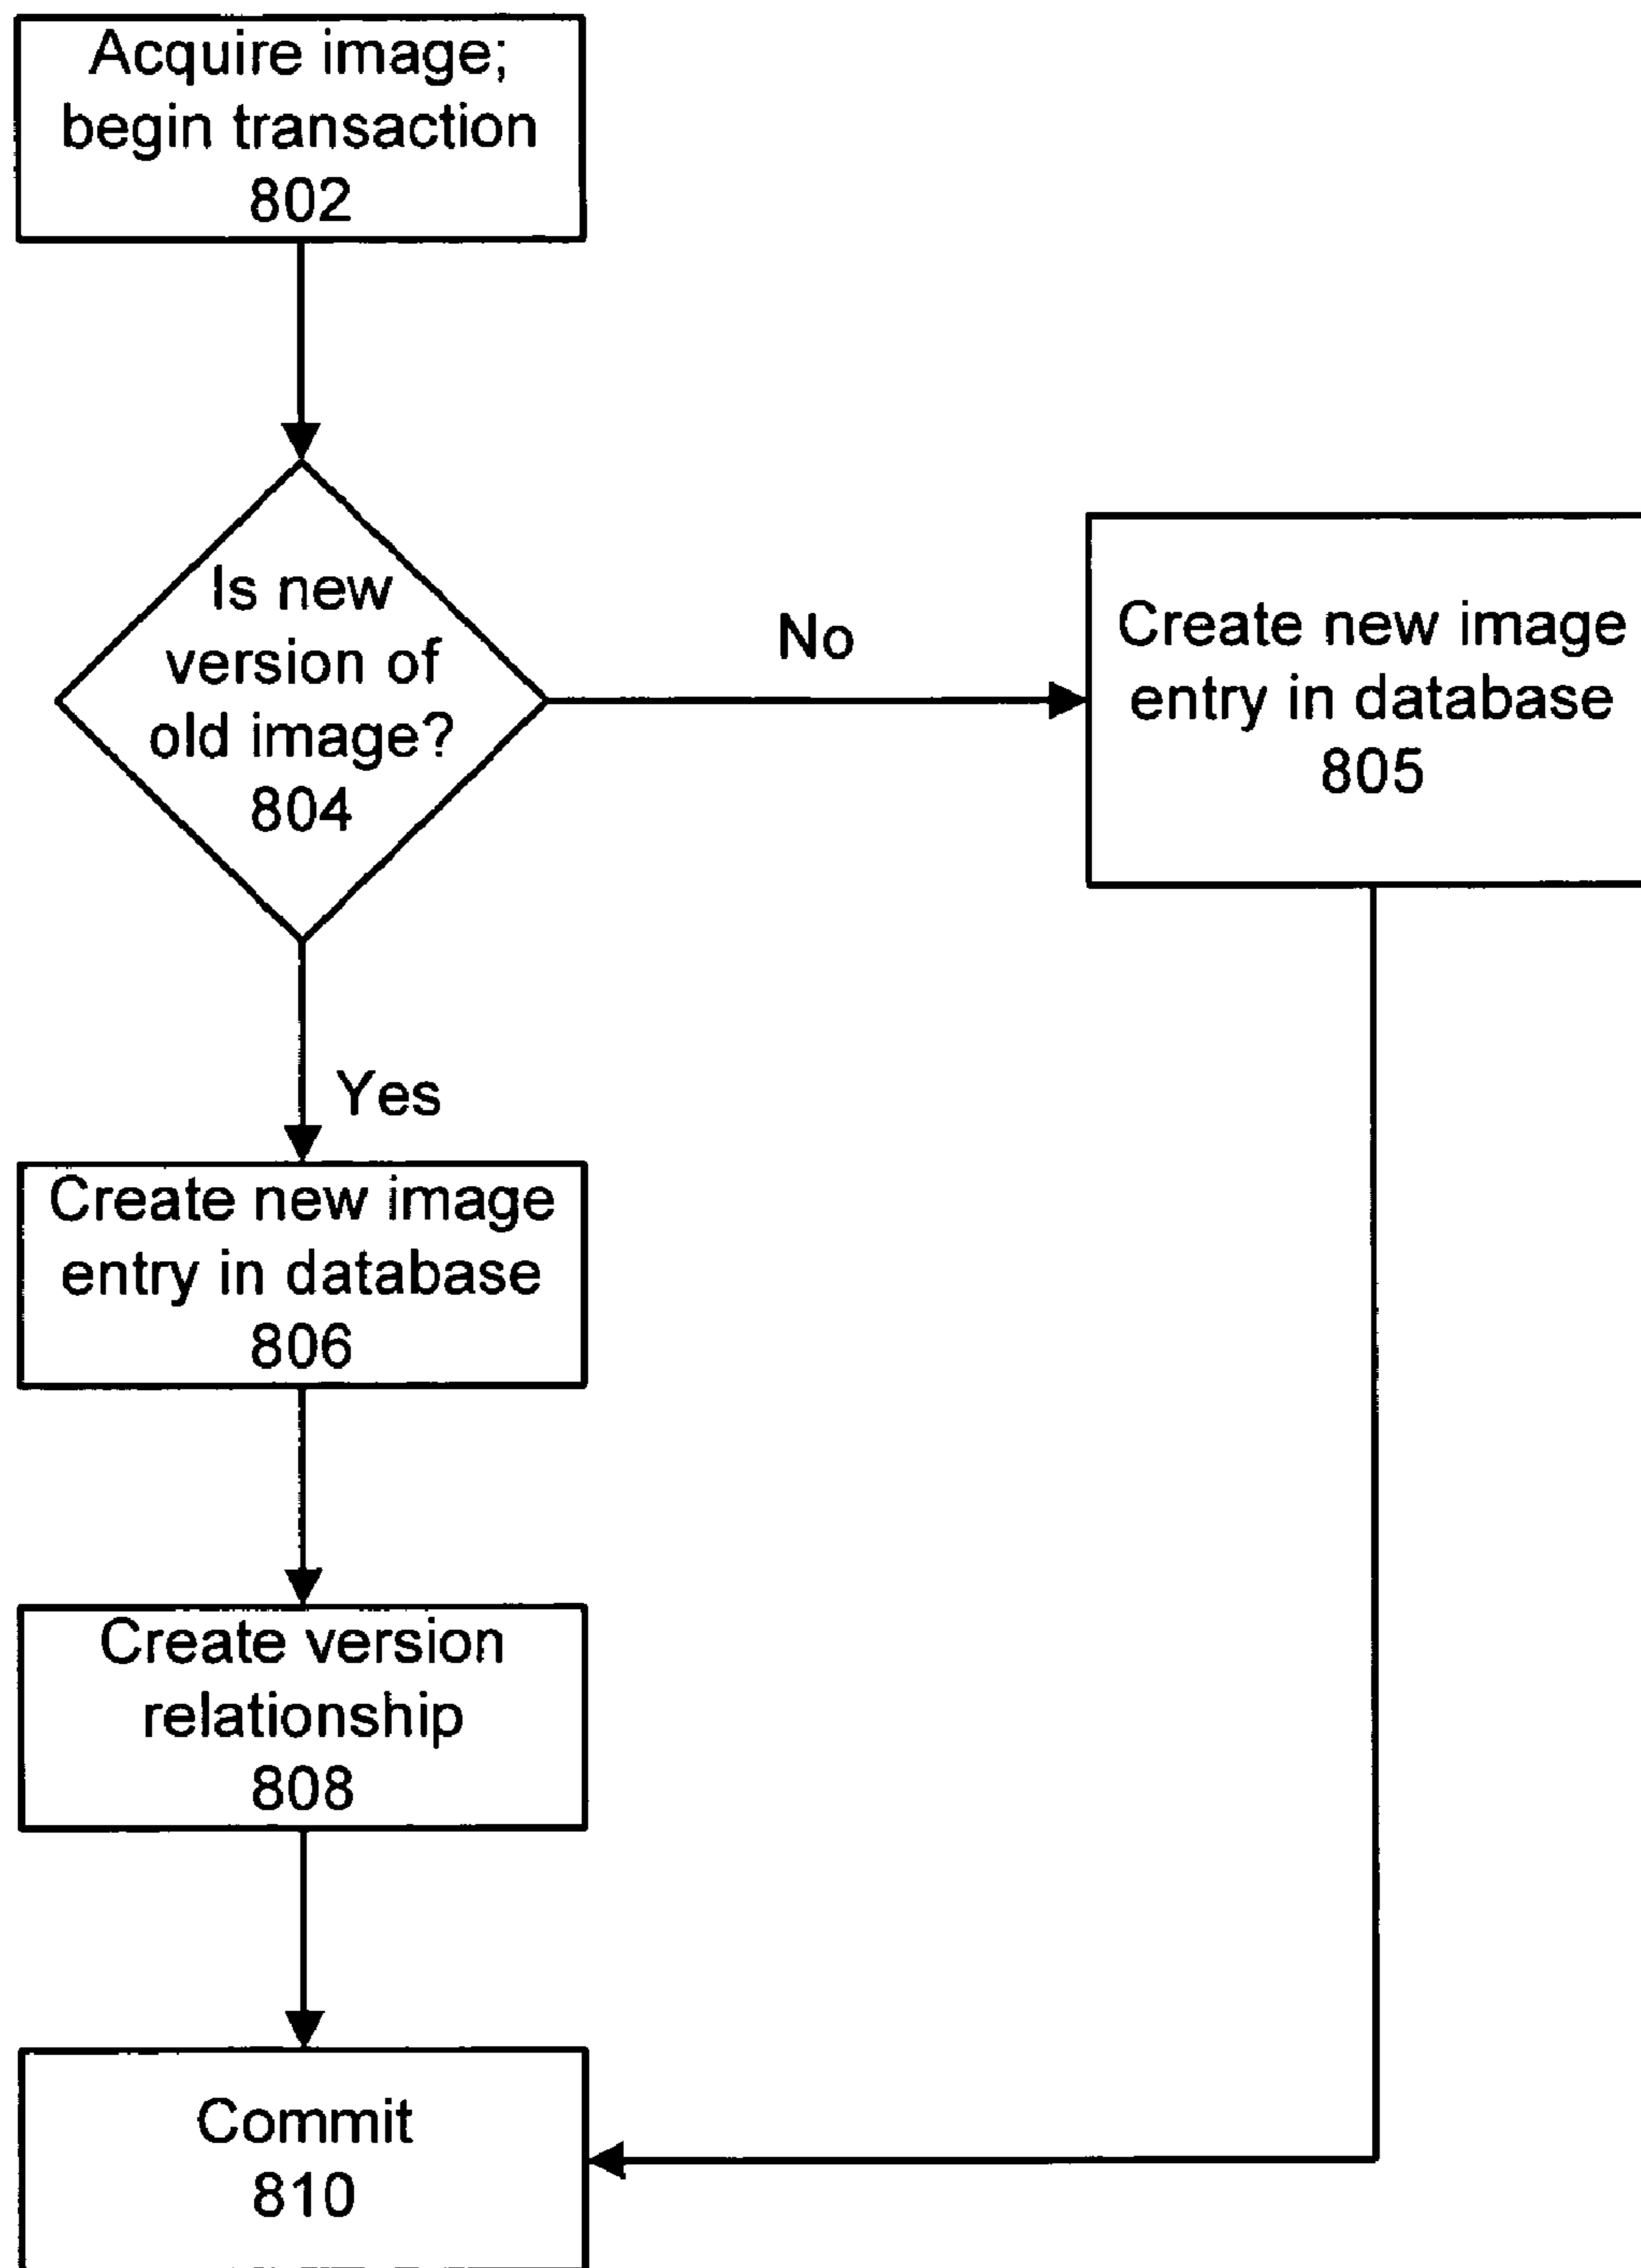 Acquire image;
begin transaction
802
Is new
version of
old image?
804
No
Create new image
entry in database
805
Yes
Create new image
entry in database
806
Create version
relationship
808
Commit
810